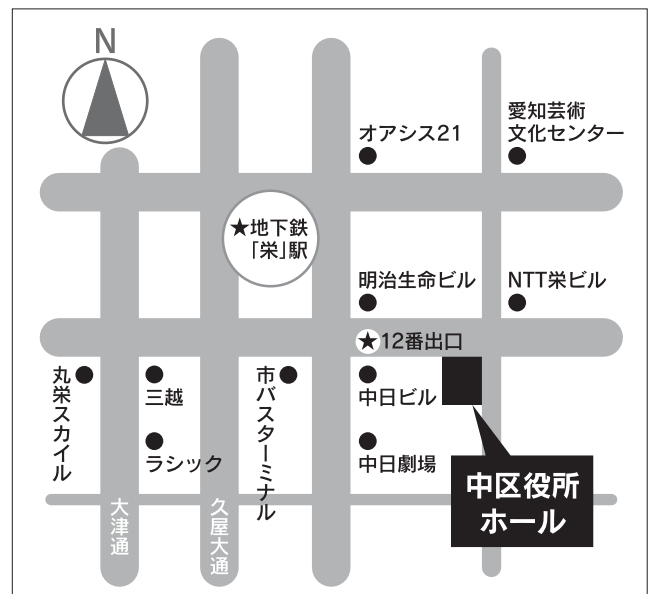 N
オアシス21
愛知芸術
文化センター
★地下鉄
「栄」駅
明治生命ビル
NTT栄ビル
★12番出口
丸栄スカイル
三越
ラシック
市バスターミナル
中日ビル
中日劇場
中区役所
ホール
大津通
久屋大通